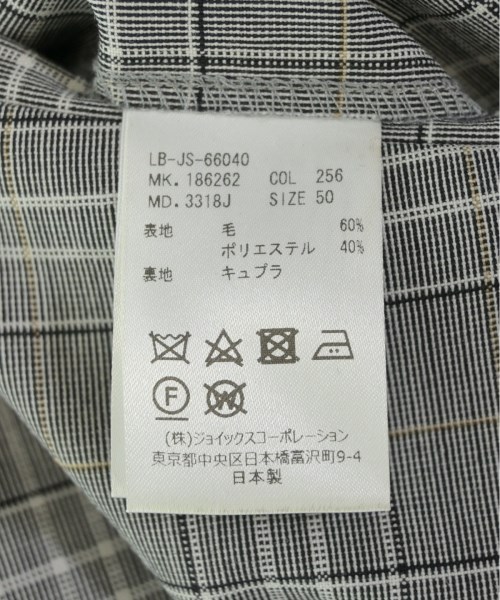 LB-JS-66040
MK. 186262 COL 256
MD. 3318J SIZE 50
表地 毛 60%
ポリエステル 40%
裏地 キュプラ
F W
(株)ジョイックスコーポレーション
東京都中央区日本橋富沢町9-4
日本製